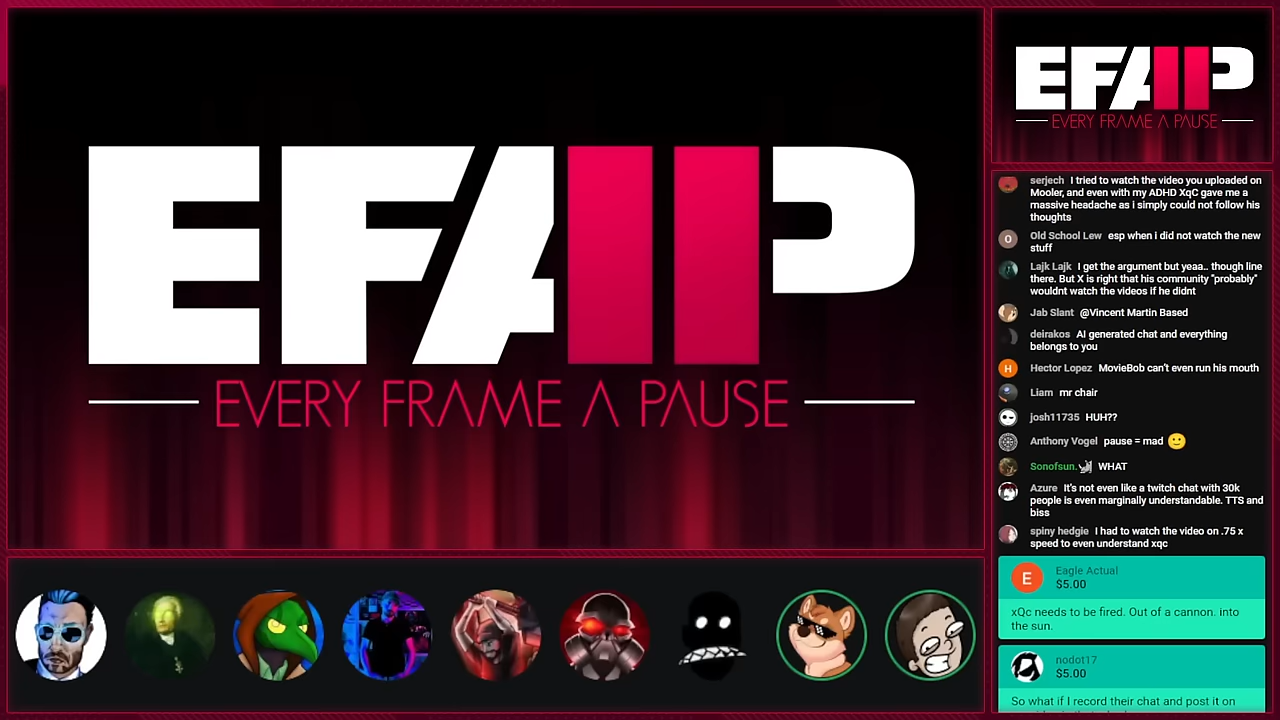 EFAP
EVERY FRAME A PAUSE
EFAP
EVERY FRAME A PAUSE
serjech I tried to watch the video you uploaded on
Mooler, and even with my ADHD XqC gave me a
massive headache as I simply could not follow his
thoughts
O
Old School Lew esp when i did not watch the new
stuff
Lajk Lajk I get the argument but yeaa.. though line
there. But X is right that his community "probably"
wouldnt watch the videos if he didnt
Jab Slant @Vincent Martin Based
deirakos AI generated chat and everything
belongs to you
H
Hector Lopez MovieBob can't even run his mouth
Liam mr chair
josh11735 HUH??
Anthony Vogel pause = mad 🙂
Sonofsun. WHAT
Azure It's not even like a twitch chat with 30k
people is even marginally understandable. TTS and
biss
spiny hedgie I had to watch the video on .75 x
speed to even understand xqc
E
Eagle Actual
$5.00
xQc needs to be fired. Out of a cannon. into
the sun.
nodot17
$5.00
So what if I record their chat and post it on